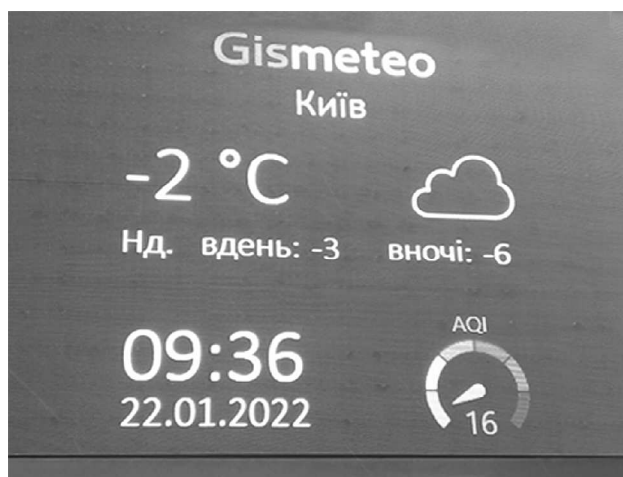 Gismeteo
Київ
-2 °C
Нд. вдень: -3 вночі: -6
AQI
09:36
16
22.01.2022